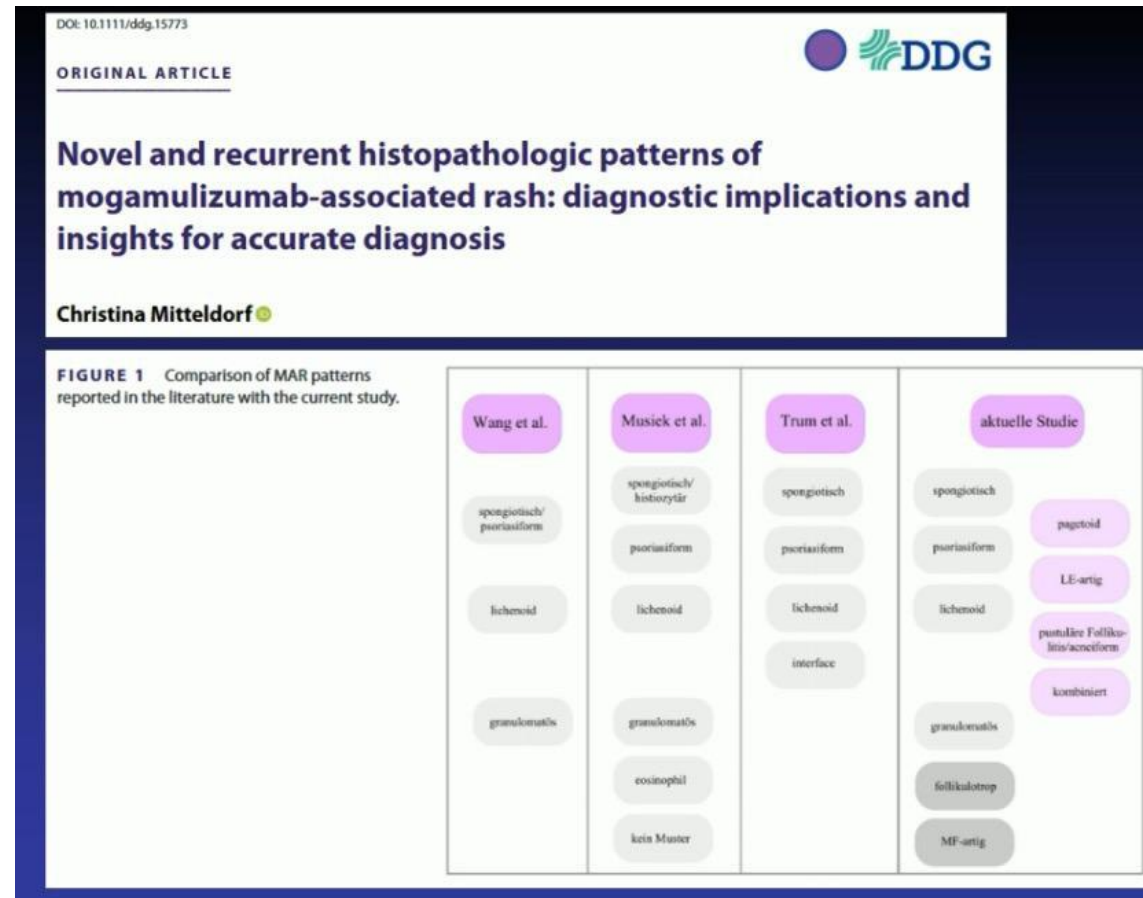 DOI: 10.1111/ddg.15773
DDG
ORIGINAL ARTICLE
Novel and recurrent histopathologic patterns of
mogamulizumab-associated rash: diagnostic implications and
insights for accurate diagnosis
Christina Mitteldorf
FIGURE 1 Comparison of MAR patterns
reported in the literature with the current study.
Wang et al.
spongiotisch/
psoriasiform
lichenoid
granulomatös
Musiek et al.
spongiotisch/
histiozytär
psoriasiform
lichenoid
granulomatös
eosinophil
kein Muster
Trum et al.
spongiotisch
psoriasiform
lichenoid
interface
aktuelle Studie
spongiotisch
psoriasiform
lichenoid
granulomatös
follikulotrop
MF-artig
pagetoid
LE-artig
pustuläre Folliku-
litis/acneiform
kombiniert